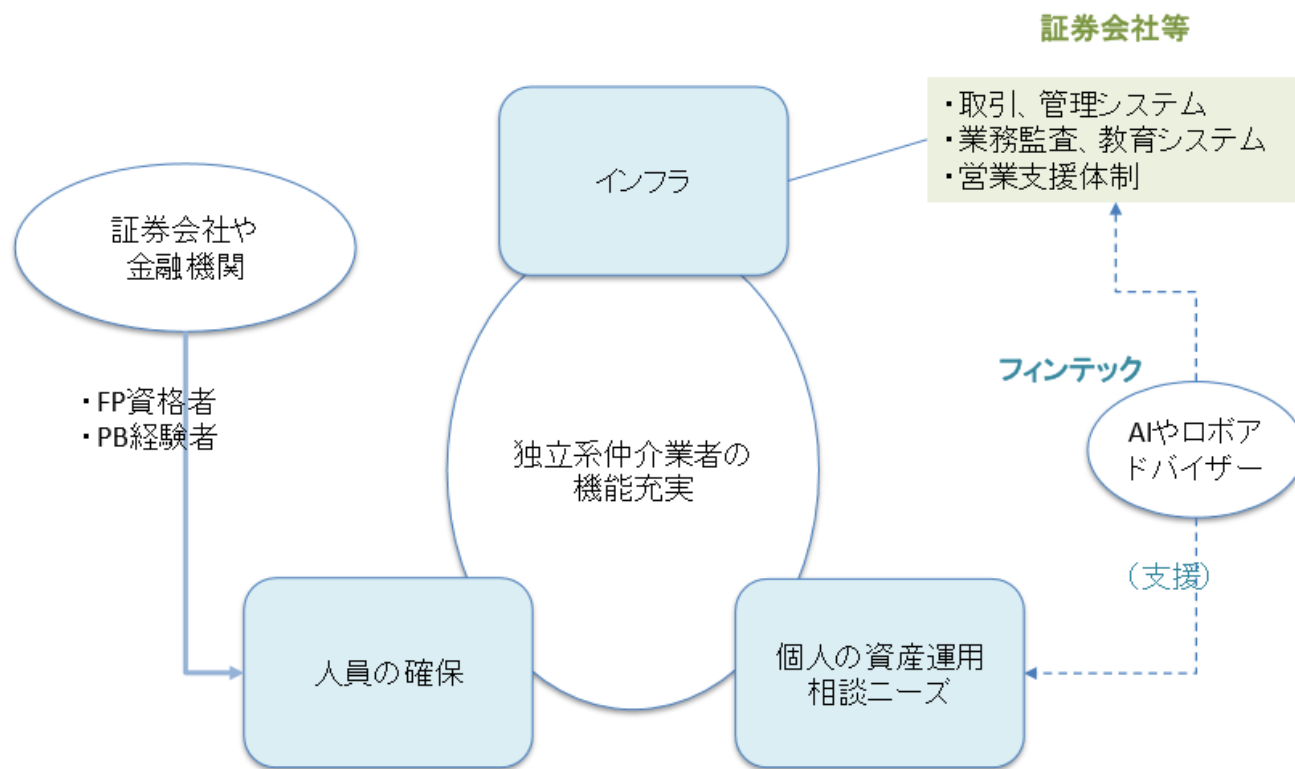 証券会社等
・取引、管理システム
・業務監査、教育システム
・営業支援体制
インフラ
証券会社や
金融機関
・FP資格者
・PB経験者
フィンテック
AIやロボア
ドバイザー
独立系仲介業者の
機能充実
（支援）
人員の確保
個人の資産運用
相談ニーズ